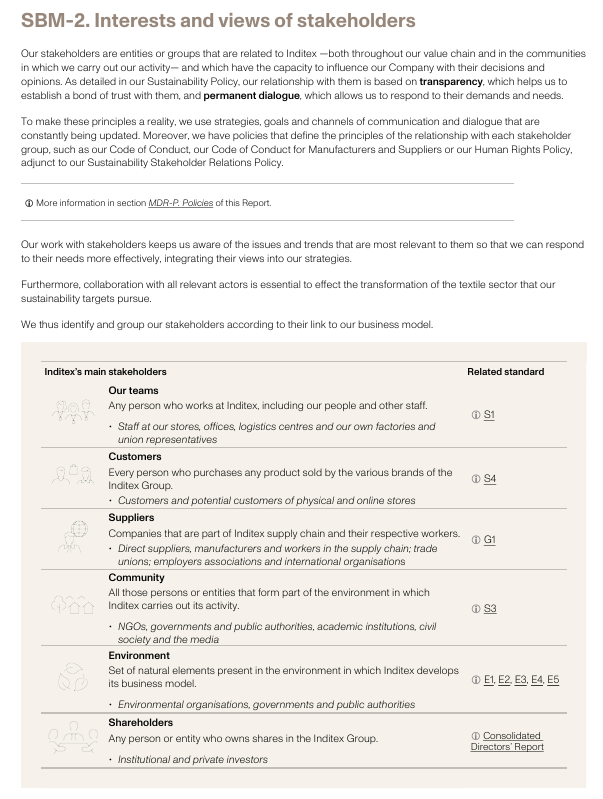 SBM-2. Interests and views of stakeholders
Our stakeholders are entities or groups that are related to Inditex —both throughout our value chain and in the communities
in which we carry out our activity— and which have the capacity to influence our Company with their decisions and
opinions. As detailed in our Sustainability Policy, our relationship with them is based on transparency, which helps us to
establish a bond of trust with them, and permanent dialogue, which allows us to respond to their demands and needs.
To make these principles a reality, we use strategies, goals and channels of communication and dialogue that are
constantly being updated. Moreover, we have policies that define the principles of the relationship with each stakeholder
group, such as our Code of Conduct, our Code of Conduct for Manufacturers and Suppliers or our Human Rights Policy,
adjunct to our Sustainability Stakeholder Relations Policy.
ⓘ More information in section MDR-P. Policies of this Report.
Our work with stakeholders keeps us aware of the issues and trends that are most relevant to them so that we can respond
to their needs more effectively, integrating their views into our strategies.
Furthermore, collaboration with all relevant actors is essential to effect the transformation of the textile sector that our
sustainability targets pursue.
We thus identify and group our stakeholders according to their link to our business model.
Inditex's main stakeholders Related standard
Our teams
Any person who works at Inditex, including our people and other staff.
ⓘ S1
• Staff at our stores, offices, logistics centres and our own factories and
union representatives
Customers
Every person who purchases any product sold by the various brands of the
Inditex Group.
ⓘ S4
• Customers and potential customers of physical and online stores
Suppliers
Companies that are part of Inditex supply chain and their respective workers.
ⓘ G1
• Direct suppliers, manufacturers and workers in the supply chain; trade
unions; employers associations and international organisations
Community
All those persons or entities that form part of the environment in which
Inditex carries out its activity.
ⓘ S3
• NGOs, governments and public authorities, academic institutions, civil
society and the media
Environment
Set of natural elements present in the environment in which Inditex develops
its business model.
ⓘ E1, E2, E3, E4, E5
• Environmental organisations, governments and public authorities
Shareholders
Any person or entity who owns shares in the Inditex Group.
ⓘ Consolidated
Directors' Report
• Institutional and private investors